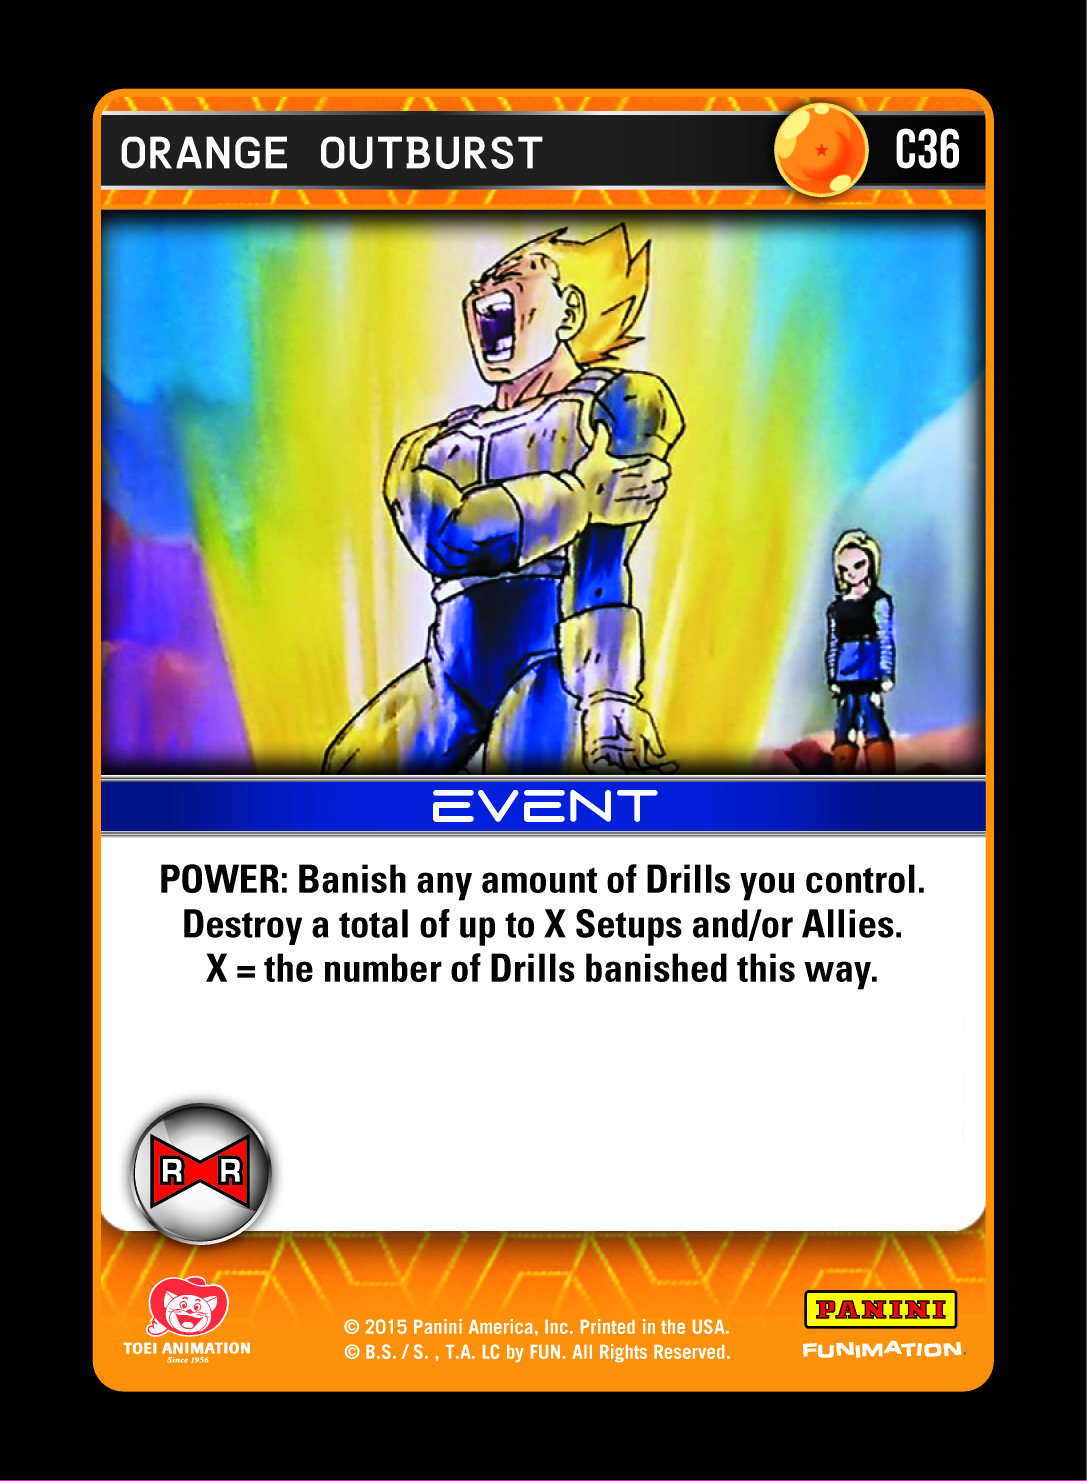 ORANGE OUTBURST
C36
EVENT
POWER: Banish any amount of Drills you control.
Destroy a total of up to X Setups and/or Allies.
X = the number of Drills banished this way.
R R
TOEI ANIMATION
Since 1956
© 2015 Panini America, Inc. Printed in the USA.
© B.S. / S. , T.A. LC by FUN. All Rights Reserved.
PANINI
FUNIMATION